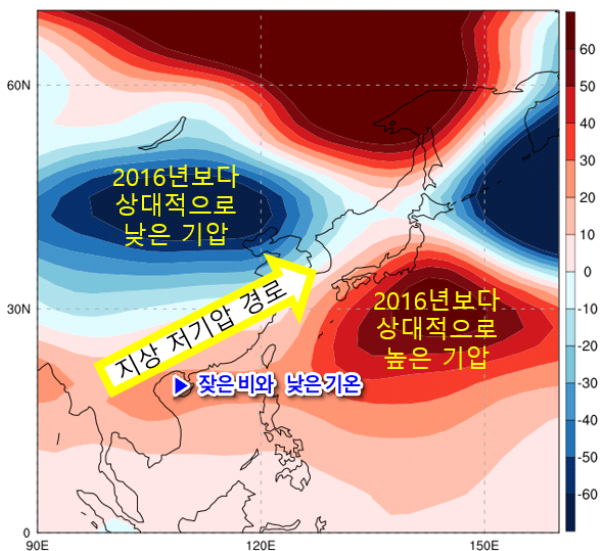 60N
30N
0
90E
120E
150E
2016년보다
상대적으로
낮은 기압
지상 저기압 경로
▶ 잦은 비와 낮은 기온
2016년보다
상대적으로
높은 기압
60
50
40
30
20
10
0
-10
-20
-30
-40
-50
-60